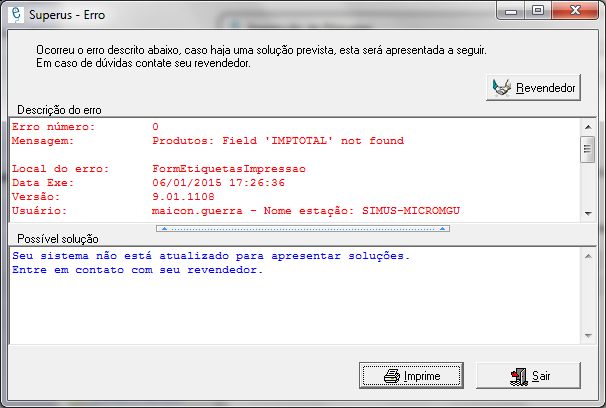 Superus - Erro
Ocorreu o erro descrito abaixo, caso haja uma solução prevista, esta será apresentada a seguir.
Em caso de dúvidas contate seu revendedor.
Revendedor
Descrição do erro
Erro número: 0
Mensagem: Produtos: Field 'IMPTOTAL' not found
Local do erro: FormEtiquetasImpressao
Data Exe: 06/01/2015 17:26:36
Versão: 9.01.1108
Usuário: maicon.guerra - Nome estação: SIMUS-MICROMGU
Possível solução
Seu sistema não está atualizado para apresentar soluções.
Entre em contato com seu revendedor.
Imprime
Sair